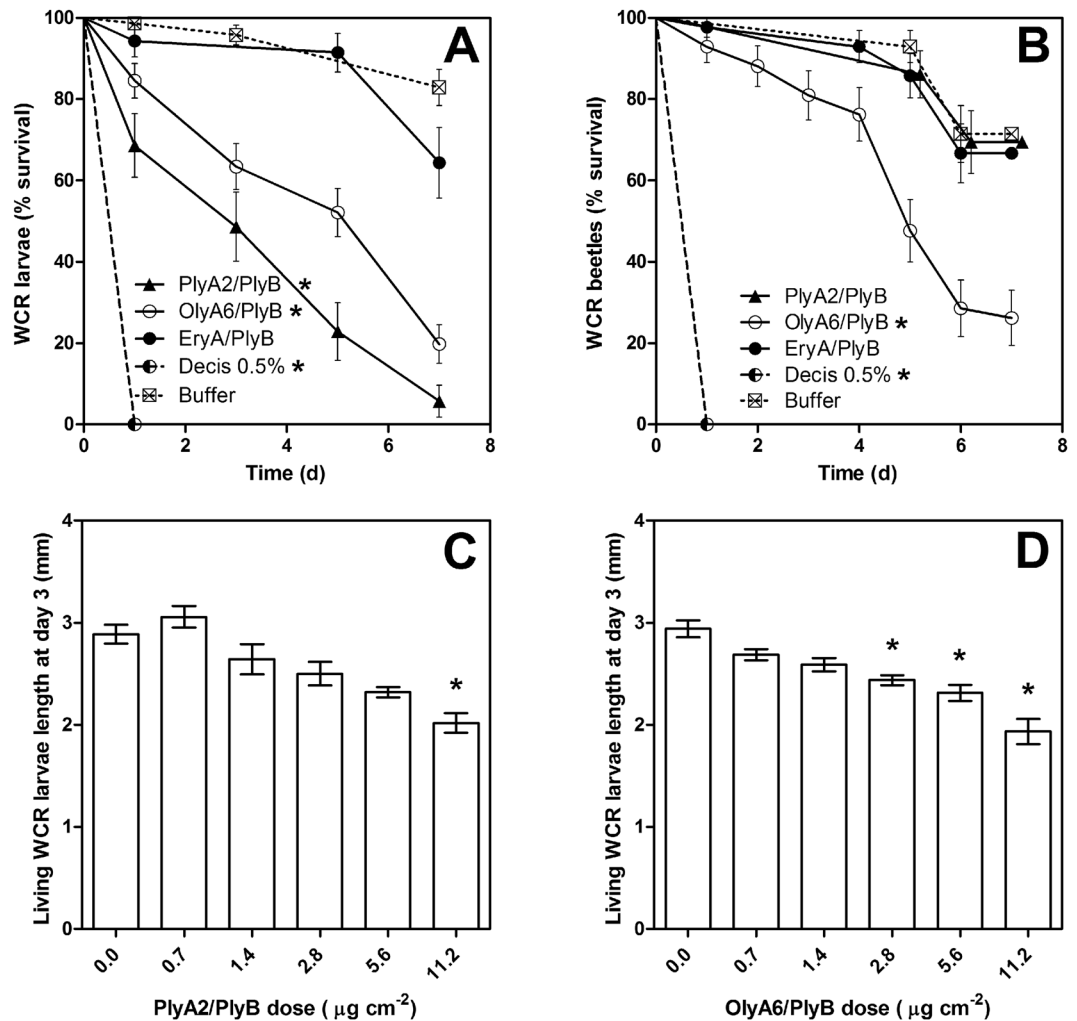 A
WCR larvae (% survival)
100
80
60
40
20
0
PlyA2/PlyB *
OlyA6/PlyB *
EryA/PlyB
Decis 0.5% *
Buffer
0 2 4 6 8
Time (d)
B
WCR beetles (% survival)
100
80
60
40
20
0
PlyA2/PlyB
OlyA6/PlyB *
EryA/PlyB
Decis 0.5% *
Buffer
0 2 4 6 8
Time (d)
C
Living WCR larvae length at day 3 (mm)
4
3
2
1
0
*
0.0 0.7 1.4 2.8 5.6 11.2
PlyA2/PlyB dose ( μg cm⁻²)
D
Living WCR larvae length at day 3 (mm)
4
3
2
1
0
* * *
0.0 0.7 1.4 2.8 5.6 11.2
OlyA6/PlyB dose ( μg cm⁻²)